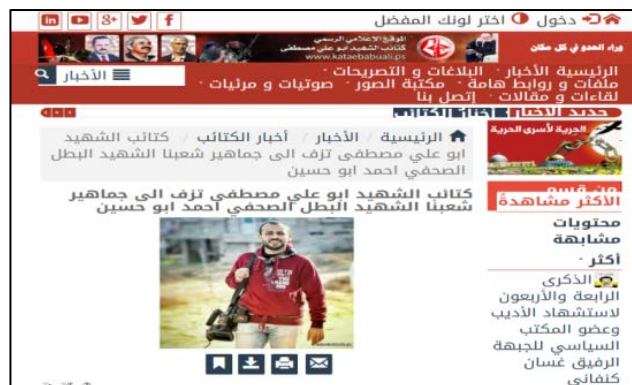 دخول
اختر لونك المفضل
الموقع الإعلامي الرسمي
كتائب الشهيد ابو علي مصطفى
www.kataebabuali.ps
وراء العدو في كل مكان
الرئيسية الأخبار · البلاغات و التصريحات ·
ملفات و روابط هامة · مكتبة الصور · صوتيات و مرئيات ·
لقاءات و مقالات · إتصل بنا
الأخبار
جديد الأخبار أخبار الكتائب
الحرية لأسرى الحرية
الرئيسية / الأخبار / أخبار الكتائب / كتائب الشهيد
ابو علي مصطفى تزف الى جماهير شعبنا الشهيد البطل
الصحفي احمد ابو حسين
كتائب الشهيد ابو علي مصطفى تزف الى جماهير
شعبنا الشهيد البطل الصحفي احمد ابو حسين
من قسم
الأكثر مشاهدة
محتويات
مشابهة
أكثر ·
الذكرى
الرابعة والأربعون
لاستشهاد الأديب
وعضو المكتب
السياسي للجبهة
الرفيق غسان
كنفاني